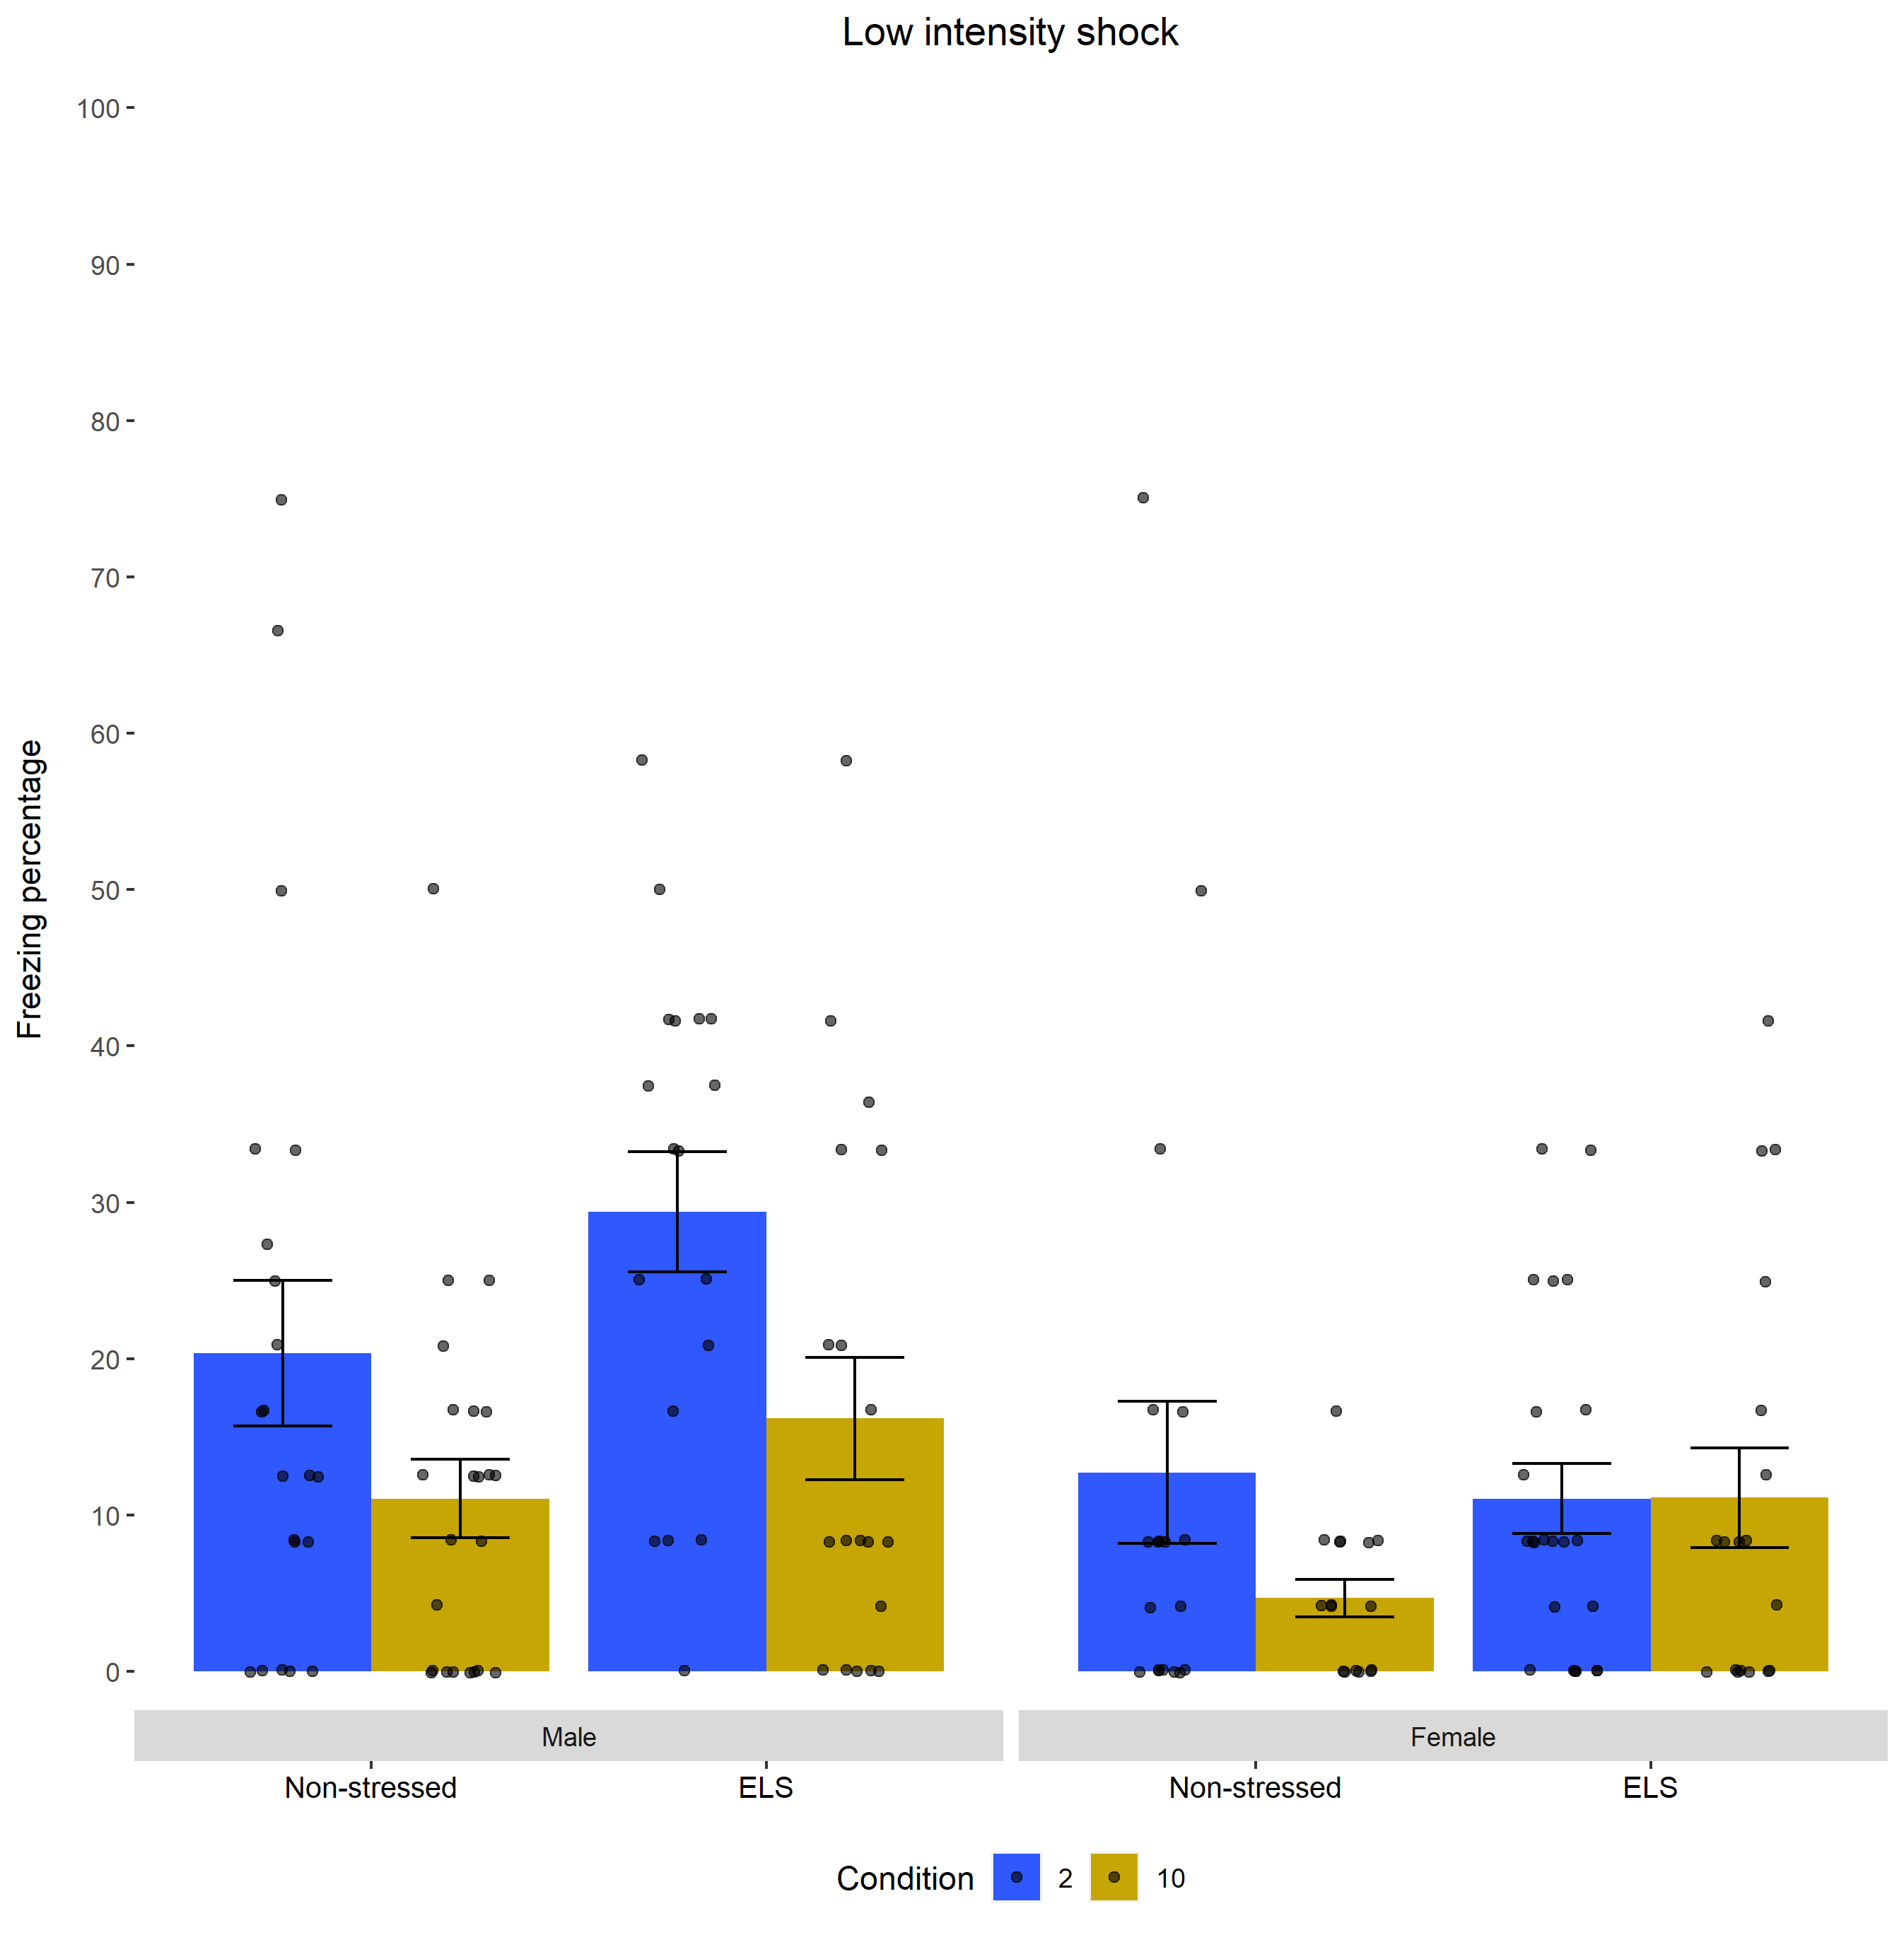 Low intensity shock
100
90
80
70
60
50
40
30
20
10
0
Freezing percentage
Male Female
Non-stressed ELS Non-stressed ELS
Condition 2 10